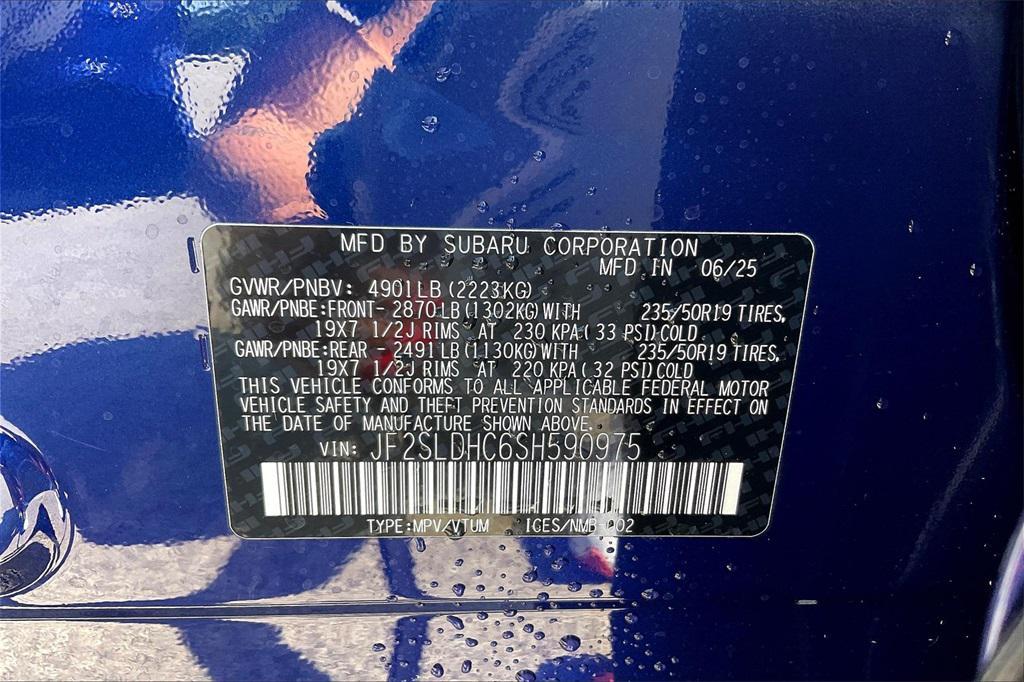 MFD BY SUBARU CORPORATION
MFD IN 06/25
GVWR/PNBV: 4901LB (2223KG)
GAWR/PNBE:FRONT- 2870LB (1302KG) WITH 235/50R19 TIRES,
19X7 1/2J RIMS AT 230 KPA (33 PSI) COLD
GAWR/PNBE:REAR - 2491LB (1130KG) WITH 235/50R19 TIRES,
19X7 1/2J RIMS AT 220 KPA (32 PSI) COLD
THIS VEHICLE CONFORMS TO ALL APPLICABLE FEDERAL MOTOR
VEHICLE SAFETY AND THEFT PREVENTION STANDARDS IN EFFECT ON
THE DATE OF MANUFACTURE SHOWN ABOVE.
VIN: JF2SLDHC6SH590975
TYPE:MPV/VTUM ICES/NMB-002